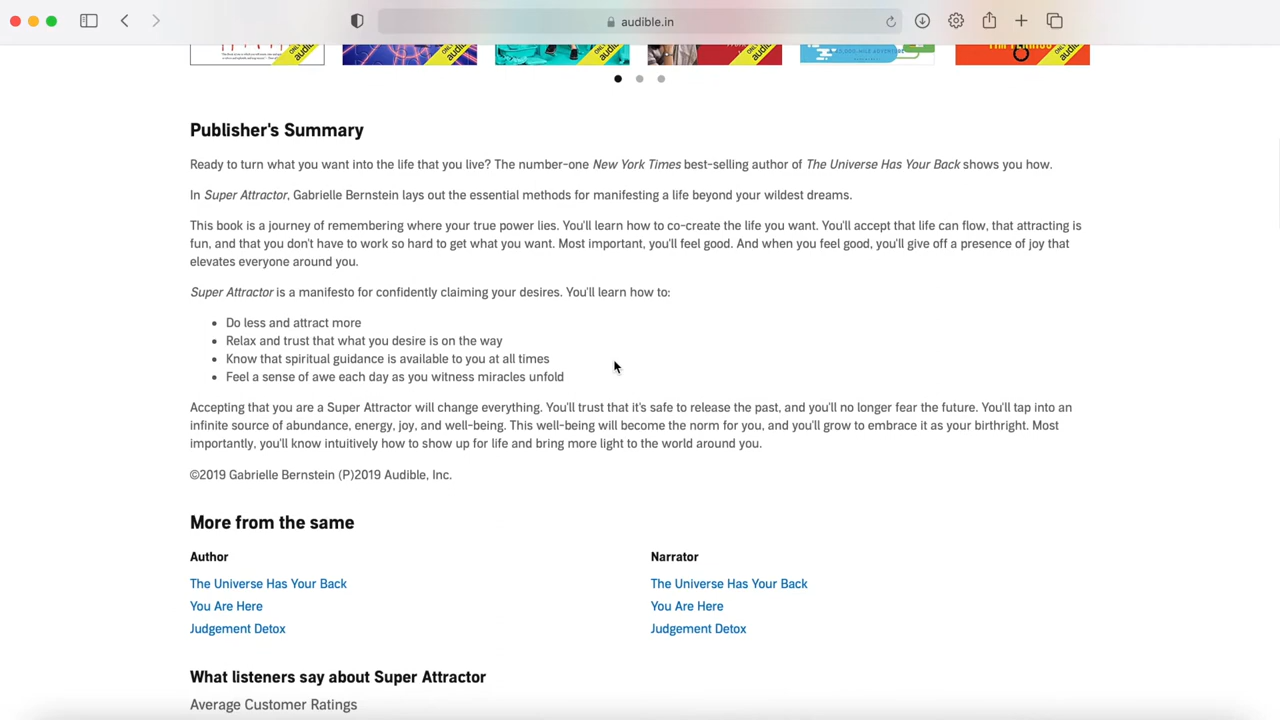 audible.in
Publisher's Summary
Ready to turn what you want into the life that you live? The number-one New York Times best-selling author of The Universe Has Your Back shows you how.
In Super Attractor, Gabrielle Bernstein lays out the essential methods for manifesting a life beyond your wildest dreams.
This book is a journey of remembering where your true power lies. You'll learn how to co-create the life you want. You'll accept that life can flow, that attracting is
fun, and that you don't have to work so hard to get what you want. Most important, you'll feel good. And when you feel good, you'll give off a presence of joy that
elevates everyone around you.
Super Attractor is a manifesto for confidently claiming your desires. You'll learn how to:
• Do less and attract more
• Relax and trust that what you desire is on the way
• Know that spiritual guidance is available to you at all times
• Feel a sense of awe each day as you witness miracles unfold
Accepting that you are a Super Attractor will change everything. You'll trust that it's safe to release the past, and you'll no longer fear the future. You'll tap into an
infinite source of abundance, energy, joy, and well-being. This well-being will become the norm for you, and you'll grow to embrace it as your birthright. Most
importantly, you'll know intuitively how to show up for life and bring more light to the world around you.
©2019 Gabrielle Bernstein (P)2019 Audible, Inc.
More from the same
Author
The Universe Has Your Back
You Are Here
Judgement Detox
Narrator
The Universe Has Your Back
You Are Here
Judgement Detox
What listeners say about Super Attractor
Average Customer Ratings